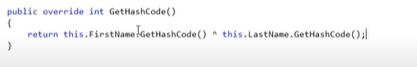 public override int GetHashCode()
{
return this.FirstName.GetHashCode() ^ this.LastName.GetHashCode();
}